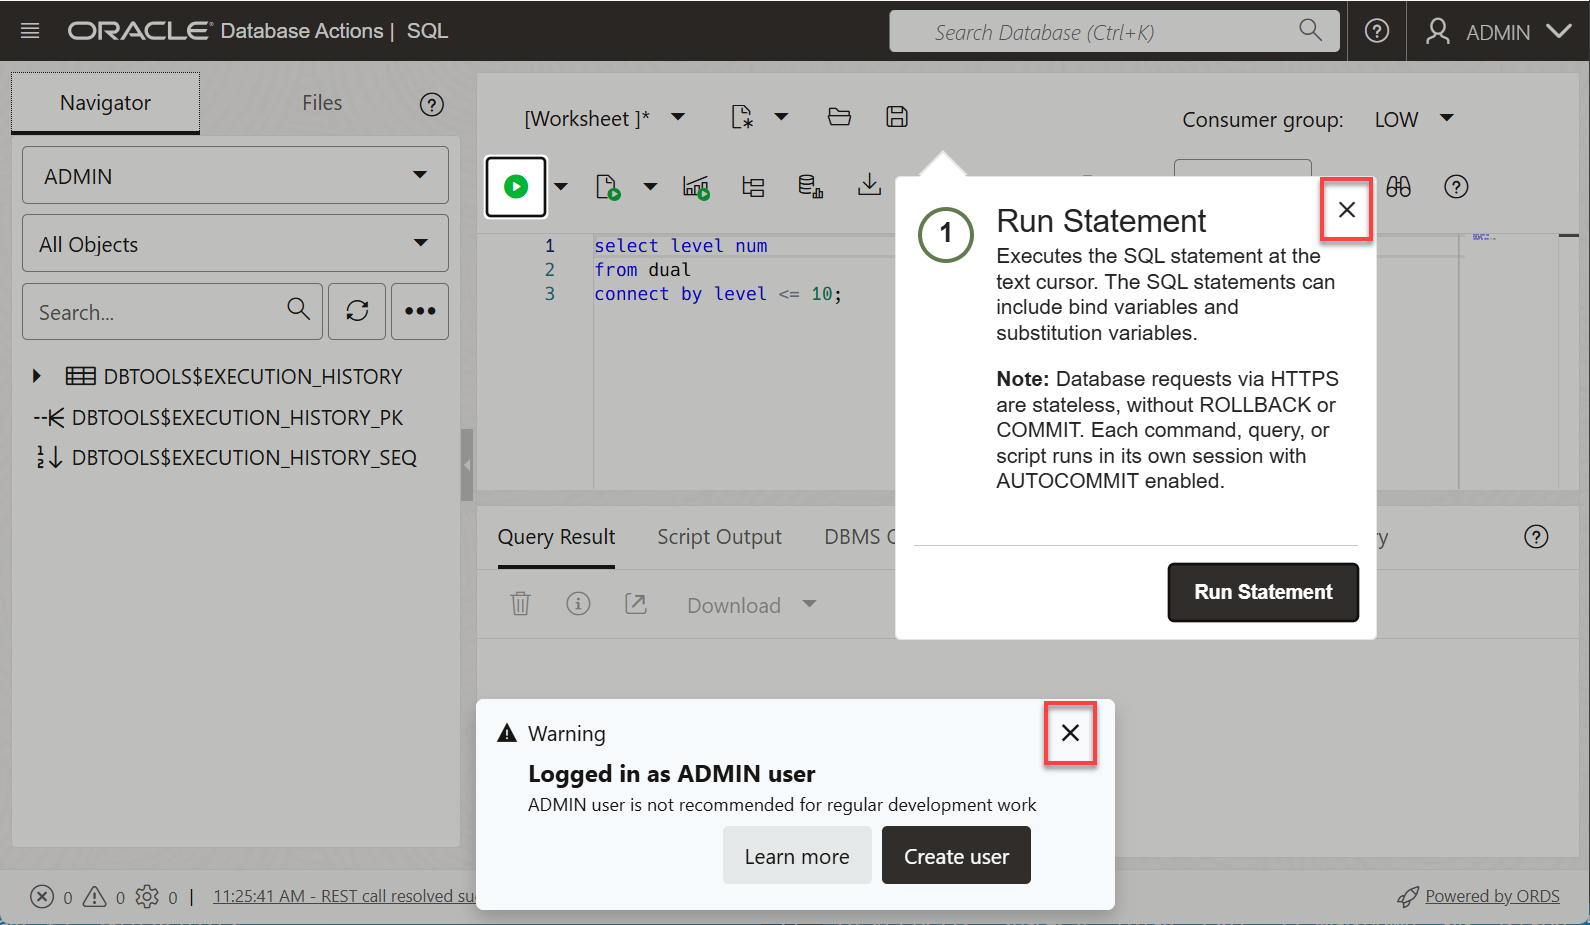 ORACLE Database Actions | SQL
Search Database (Ctrl+K)
ADMIN
Navigator
Files
[Worksheet ]*
Consumer group: LOW
ADMIN
All Objects
Search...
DBTOOLS$EXECUTION_HISTORY
DBTOOLS$EXECUTION_HISTORY_PK
DBTOOLS$EXECUTION_HISTORY_SEQ
1 select level num
2 from dual
3 connect by level <= 10;
1
Run Statement
Executes the SQL statement at the
text cursor. The SQL statements can
include bind variables and
substitution variables.
Note: Database requests via HTTPS
are stateless, without ROLLBACK or
COMMIT. Each command, query, or
script runs in its own session with
AUTOCOMMIT enabled.
Run Statement
Query Result
Script Output
DBMS
Download
Warning
Logged in as ADMIN user
ADMIN user is not recommended for regular development work
Learn more
Create user
0 0 0 | 11:25:41 AM - REST call resolved
Powered by ORDS